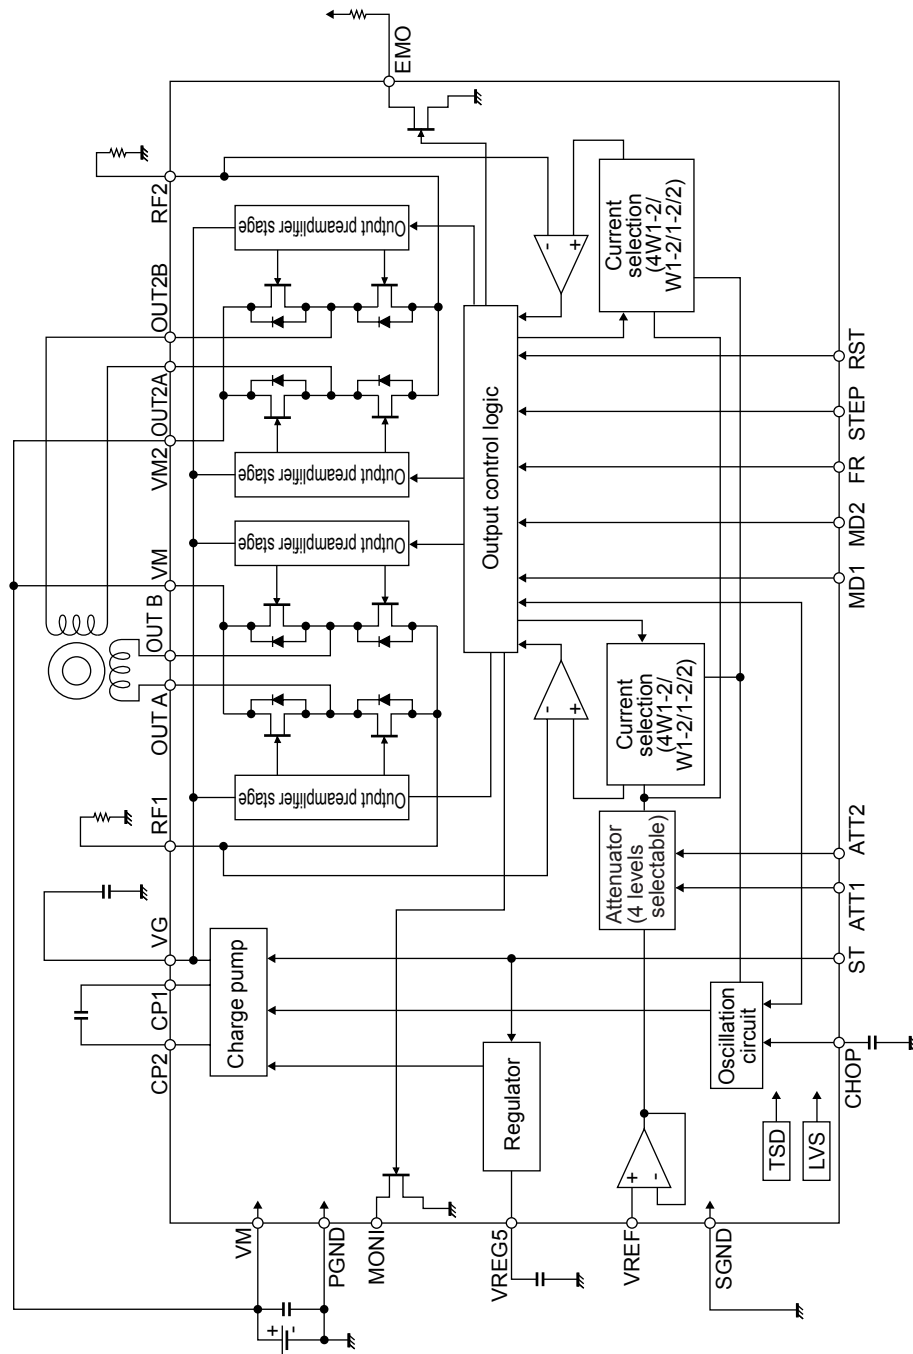 EMO
RF2
OUT2B
OUT2A
VM2
VM
OUT B
OUT A
RF1
VG
CP1
CP2
Output preamplifier stage
Output preamplifier stage
Output preamplifier stage
Output preamplifier stage
Output control logic
-
+
Current
selection
(4W1-2/
W1-2/1-2/2)
-
+
Current
selection
(4W1-2/
W1-2/1-2/2)
Attenuator
(4 levels
selectable)
Charge pump
Regulator
Oscillation
circuit
TSD
LVS
+
-
RST
STEP
FR
MD2
MD1
ATT2
ATT1
ST
CHOP
VM
PGND
MONI
VREG5
VREF
SGND
+
-